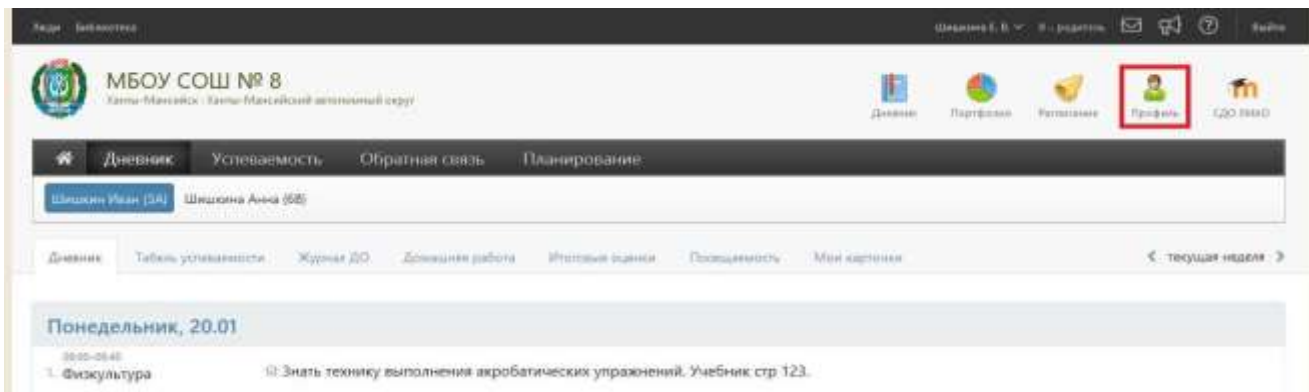 Люди Библиотека Шишкина Е. В. Я - родитель Выйти
МБОУ СОШ № 8
Ханты-Мансийск : Ханты-Мансийский автономный округ
Дневник Портфолио Расписание Профиль СДО ХМАО
Дневник Успеваемость Обратная связь Планирование
Шишкин Иван (5А) Шишкина Анна (6В)
Дневник Табель успеваемости Журнал ДО Домашняя работа Итоговые оценки Посещаемость Мои карточки текущая неделя
Понедельник, 20.01
1. Физкультура Знать технику выполнения акробатических упражнений. Учебник стр 123.